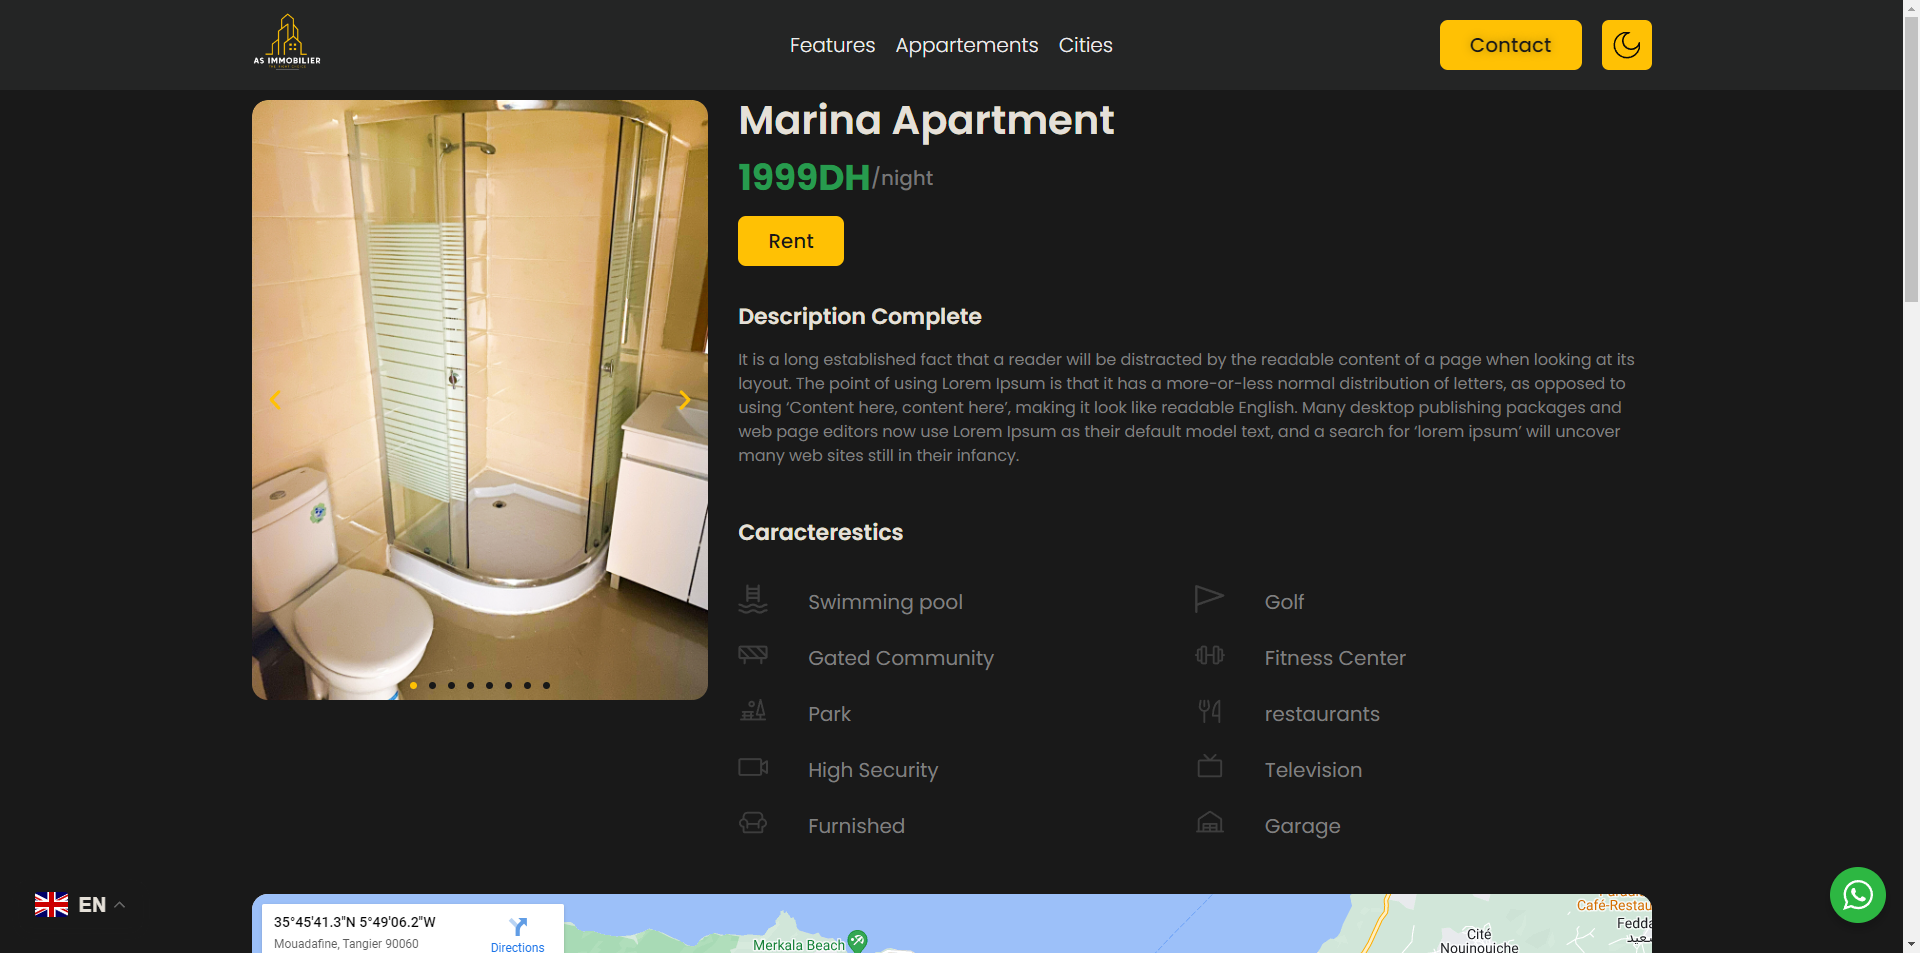 AS IMMOBILIER
Features Appartements Cities
Contact
Marina Apartment
1999DH/night
Rent
Description Complete
It is a long established fact that a reader will be distracted by the readable content of a page when looking at its
layout. The point of using Lorem Ipsum is that it has a more-or-less normal distribution of letters, as opposed to
using ‘Content here, content here’, making it look like readable English. Many desktop publishing packages and
web page editors now use Lorem Ipsum as their default model text, and a search for ‘lorem ipsum’ will uncover
many web sites still in their infancy.
Caracterestics
Swimming pool
Golf
Gated Community
Fitness Center
Park
restaurants
High Security
Television
Furnished
Garage
EN
35°45'41.3"N 5°49'06.2"W
Mouadafine, Tangier 90060
Directions
Merkala Beach
Café-Restau
Cité
Nouinouiche
Fedda